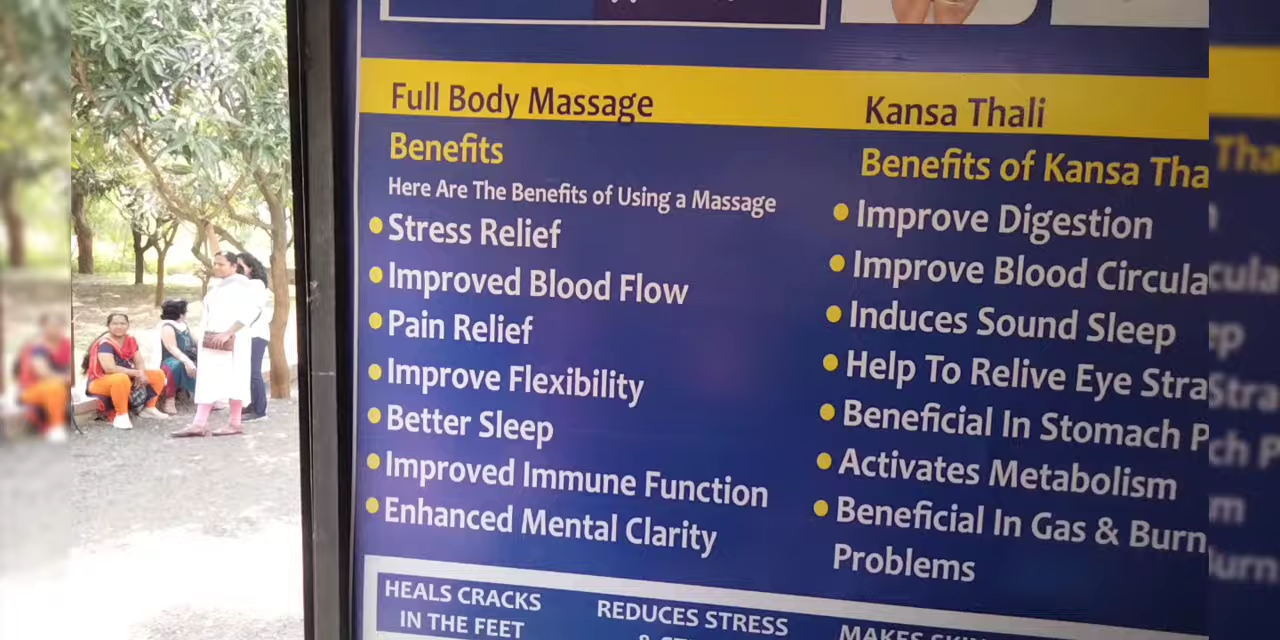 Full Body Massage
Benefits
Here Are The Benefits of Using a Massage
Stress Relief
Improved Blood Flow
Pain Relief
Improve Flexibility
Better Sleep
Improved Immune Function
Enhanced Mental Clarity
Kansa Thali
Benefits of Kansa Tha
Improve Digestion
Improve Blood Circula
Induces Sound Sleep
Help To Relive Eye Stra
Beneficial In Stomach P
Activates Metabolism
Beneficial In Gas & Burn
Problems
HEALS CRACKS
IN THE FEET
REDUCES STRESS
MAKES